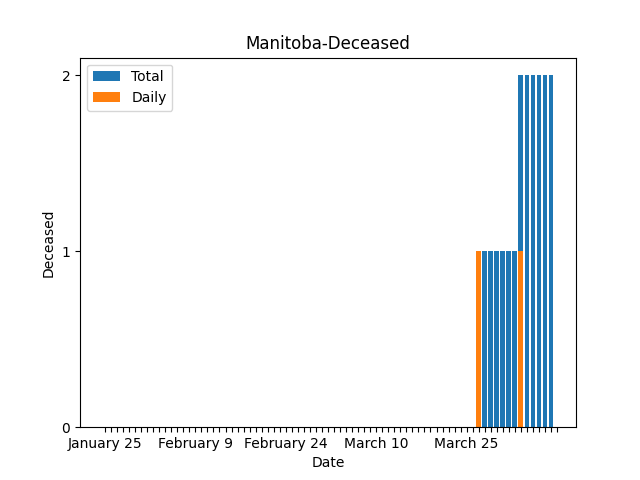 Manitoba-Deceased
Total
Daily
Deceased
2
1
0
January 25
February 9
February 24
March 10
March 25
Date